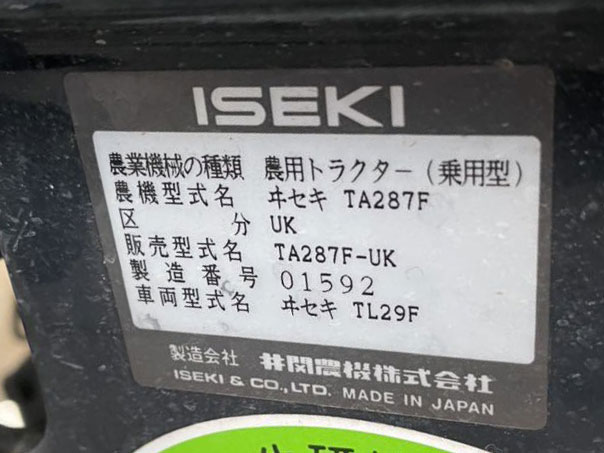 ISEKI
農業機械の種類 農用トラクター(乗用型)
農機型式名 ヰセキ TA287F
区分 UK
販売型式名 TA287F-UK
製造番号 01592
車両型式名 ヰセキ TL29F
製造会社 井関農機株式会社
ISEKI & CO.,LTD. MADE IN JAPAN